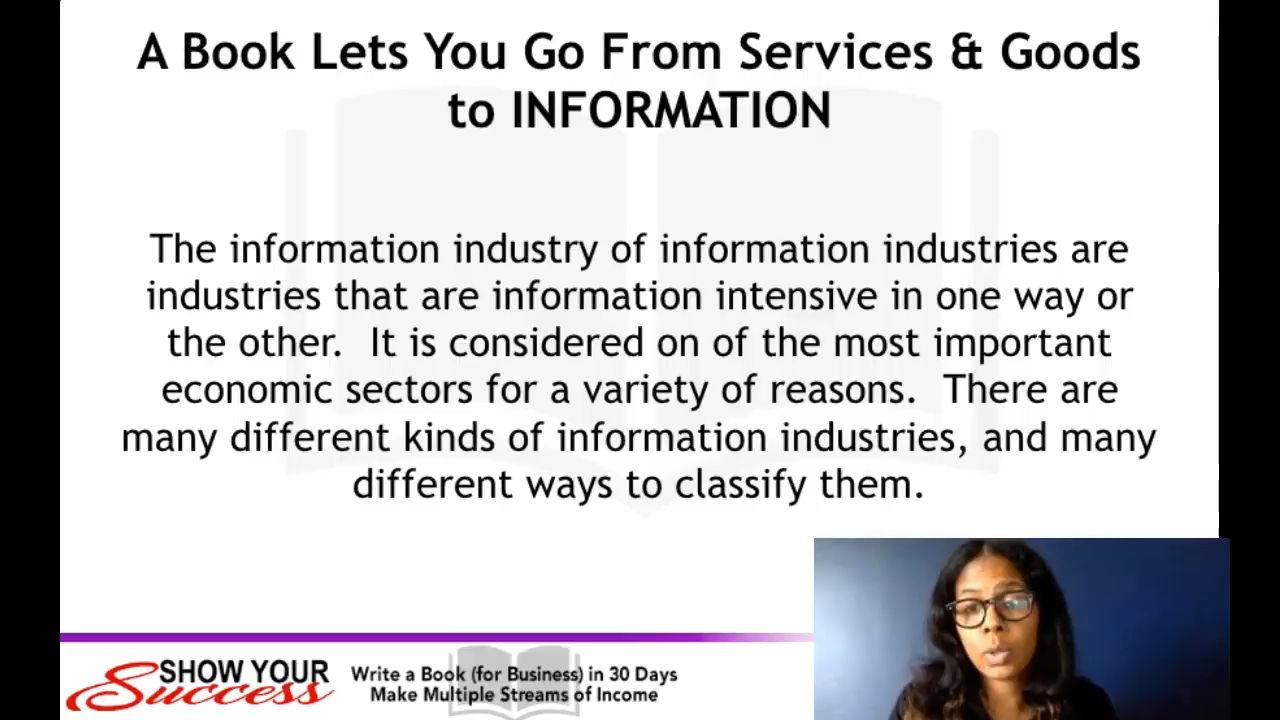 A Book Lets You Go From Services & Goods
to INFORMATION
The information industry of information industries are
industries that are information intensive in one way or
the other.  It is considered on of the most important
economic sectors for a variety of reasons.  There are
many different kinds of information industries, and many
different ways to classify them.
SHOW YOUR
Success
Write a Book (for Business) in 30 Days
Make Multiple Streams of Income